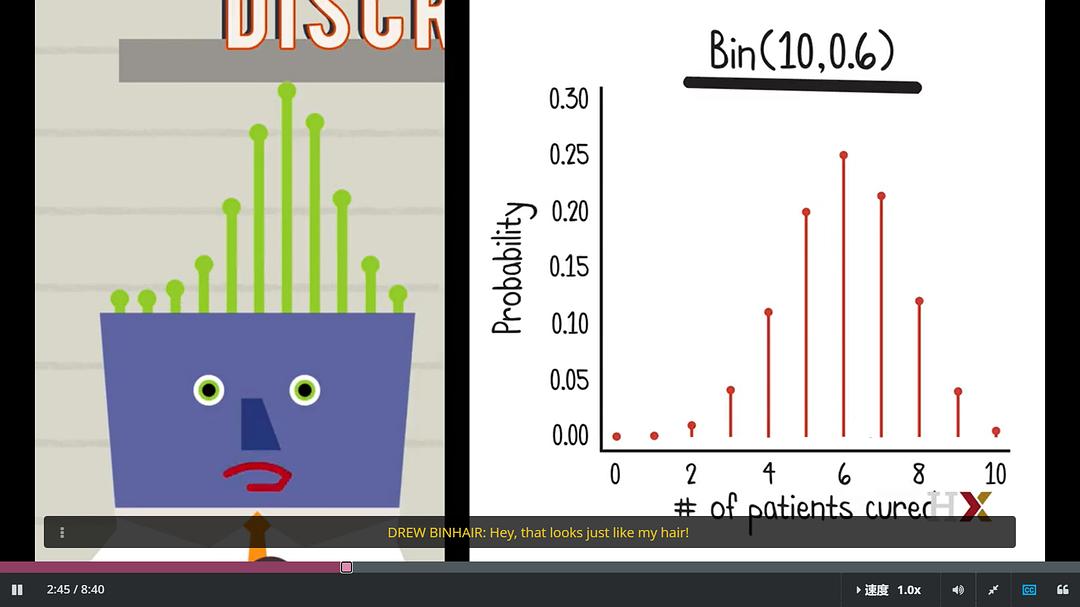 DISCR
Bin(10,0.6)
0.30
0.25
0.20
0.15
0.10
0.05
0.00
Probability
0 2 4 6 8 10
# of patients cured
HX
DREW BINHAIR: Hey, that looks just like my hair!
2:45 / 8:40
速度 1.0x
CC